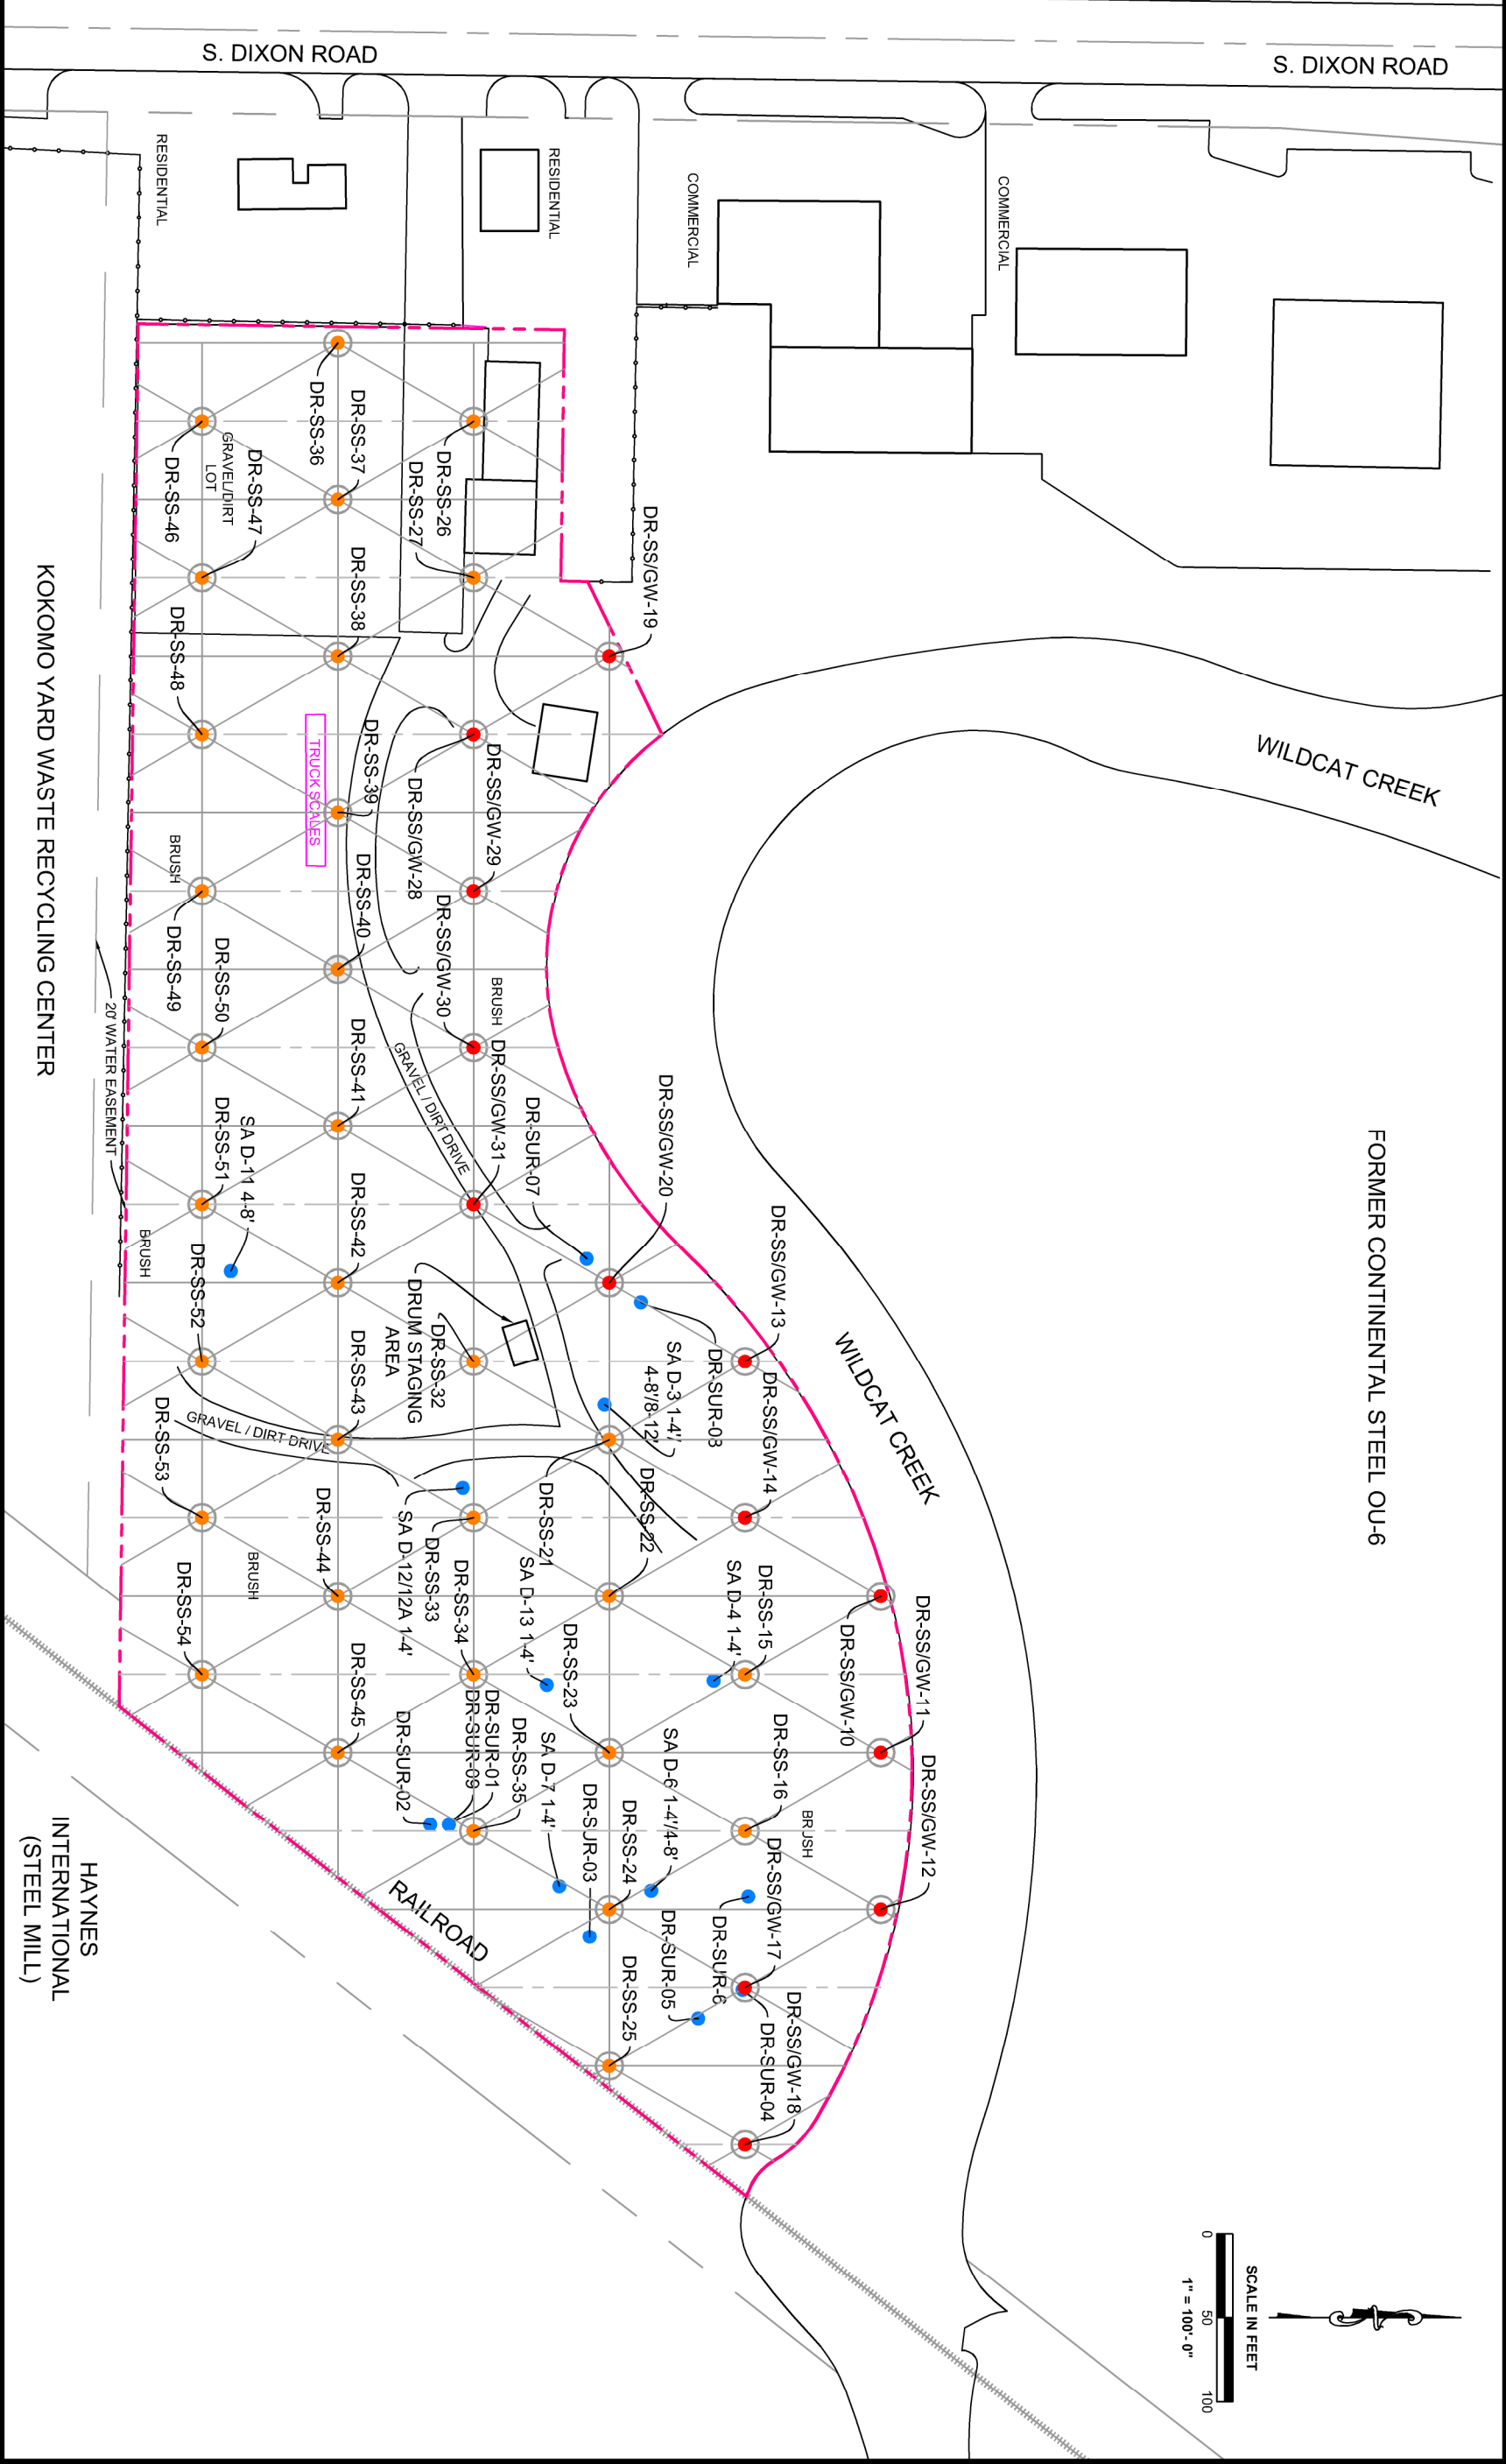 S. DIXON ROAD
S. DIXON ROAD
RESIDENTIAL
RESIDENTIAL
COMMERCIAL
COMMERCIAL
DR-SS-36
DR-SS-37
DR-SS-26
DR-SS-27
DR-SS-46
GRAVEL/DIRT
LOT
DR-SS-47
DR-SS/GW-19
DR-SS-38
DR-SS-48
KOKOMO YARD WASTE RECYCLING CENTER
TRUCK SCALES
DR-SS-39
DR-SS/GW-28
DR-SS/GW-29
WILDCAT CREEK
BRUSH
DR-SS-49
DR-SS-40
DR-SS/GW-30
BRUSH
DR-SS-50
20' WATER EASEMENT
DR-SS-41
GRAVEL / DIRT DRIVE
DR-SS/GW-31
DR-SUR-07
DR-SS/GW-20
DR-SS-51
SA D-11 4-8'
DR-SS-42
BRUSH
DR-SS-52
DR-SS/GW-13
FORMER CONTINENTAL STEEL OU-6
DRUM STAGING
AREA
DR-SS-32
DR-SS-43
SA D-3 1-4'/
4-8'/8-12'
DR-SUR-08
DR-SS/GW-14
WILDCAT CREEK
DR-SS-53
GRAVEL / DIRT DRIVE
DR-SS-44
DR-SS-21
DR-SS-22
BRUSH
DR-SS-54
SA D-12/12A 1-4'
DR-SS-33
DR-SS-34
SA D-13 1-4'
SA D-4 1-4'
DR-SS-15
DR-SS/GW-10
DR-SS/GW-11
DR-SS-45
DR-SS-23
DR-SUR-02
DR-SUR-09
DR-SUR-01
DR-SS-35
SA D-7 1-4'
SA D-6 1-4'/4-8'
DR-SS-16
BRUSH
DR-SS/GW-12
DR-SUR-03
DR-SS-24
DR-SS/GW-17
DR-SUR-6
DR-SUR-05
DR-SS-25
DR-SS/GW-18
DR-SUR-04
RAILROAD
HAYNES
INTERNATIONAL
(STEEL MILL)
SCALE IN FEET
0 50 100
1" = 100'- 0"